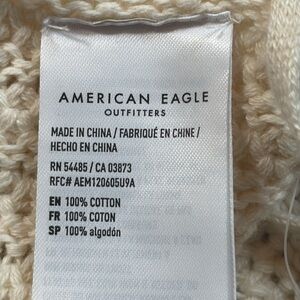 AMERICAN EAGLE
OUTFITTERS
MADE IN CHINA / FABRIQUÉ EN CHINE /
HECHO EN CHINA
RN 54485 / CA 03873
RFC# AEM120605U9A
EN 100% COTTON
FR 100% COTON
SP 100% algodón